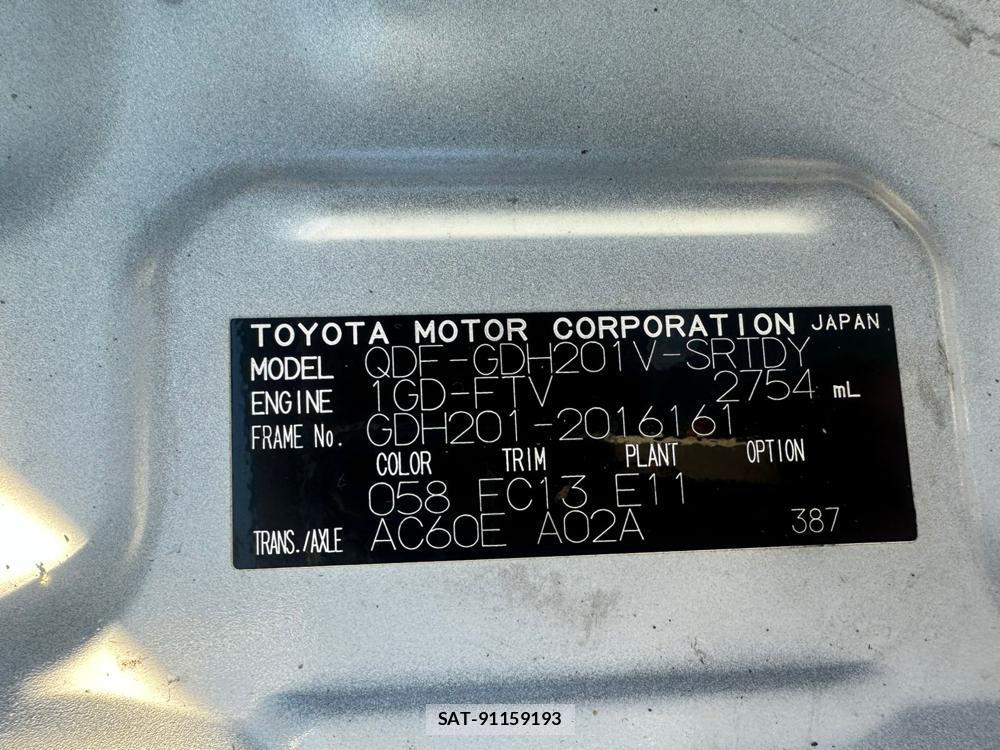 TOYOTA MOTOR CORPORATION JAPAN
MODEL QDF-GDH201V-SRTDY
ENGINE 1GD-FTV 2754 mL
FRAME No. GDH201-2016161
COLOR TRIM PLANT OPTION
058 FC13 E11
TRANS./AXLE AC60E A02A 387
SAT-91159193